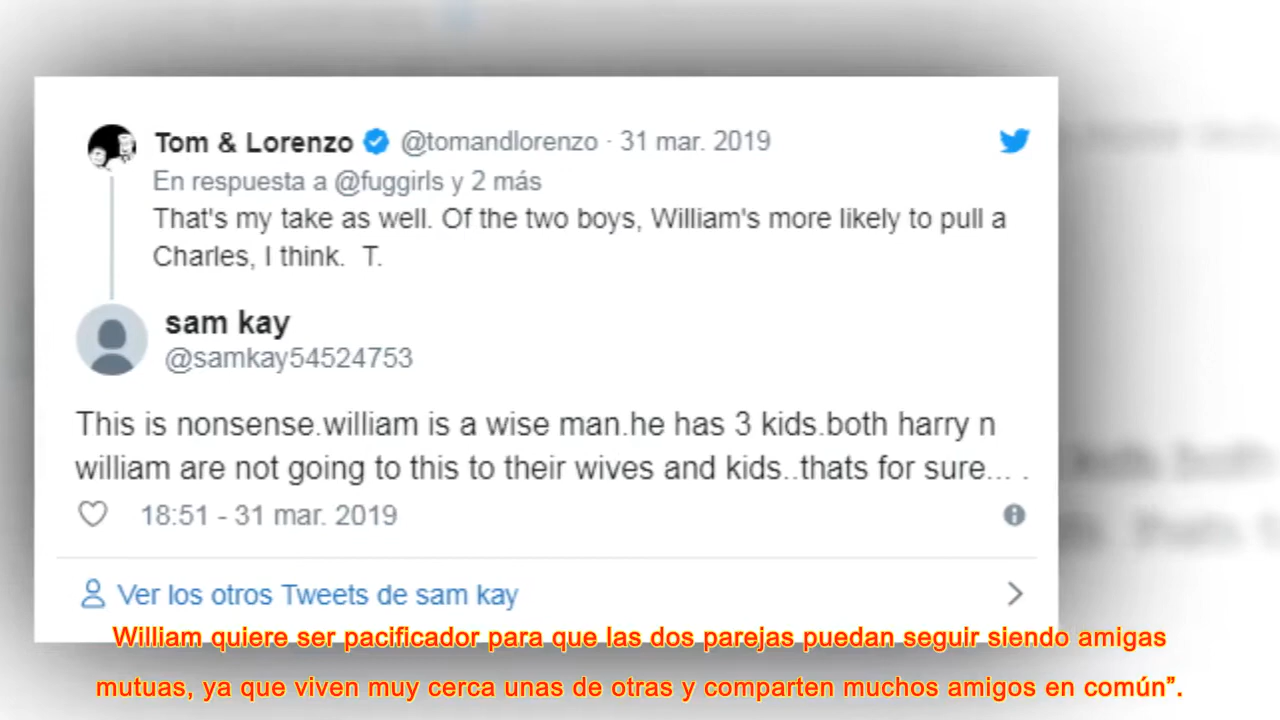 Tom & Lorenzo @tomandlorenzo · 31 mar. 2019
En respuesta a @fuggirls y 2 más
That's my take as well. Of the two boys, William's more likely to pull a
Charles, I think. T.
sam kay
@samkay54524753
This is nonsense.william is a wise man.he has 3 kids.both harry n
william are not going to this to their wives and kids..thats for sure... .
18:51 - 31 mar. 2019
Ver los otros Tweets de sam kay
William quiere ser pacificador para que las dos parejas puedan seguir siendo amigas
mutuas, ya que viven muy cerca unas de otras y comparten muchos amigos en común”.